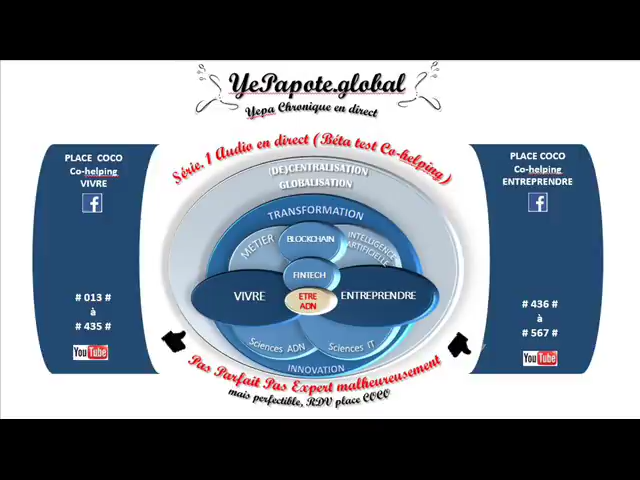 YePapote.global
Yepa Chronique en direct
Série. 1 Audio en direct ( Béta test Co-helping)
PLACE COCO
Co-helping
VIVRE
# 013 #
à
# 435 #
YouTube
(DE)CENTRALISATION
GLOBALISATION
TRANSFORMATION
METIER
BLOCKCHAIN
INTELLIGENCE
ARTIFICIELLE
FINTECH
VIVRE
ETRE
ADN
ENTREPRENDRE
Sciences ADN
Sciences IT
INNOVATION
Pas Parfait Pas Expert malheureusement
mais perfectible, RDV place COCO
PLACE COCO
Co-helping
ENTREPRENDRE
# 436 #
à
# 567 #
YouTube